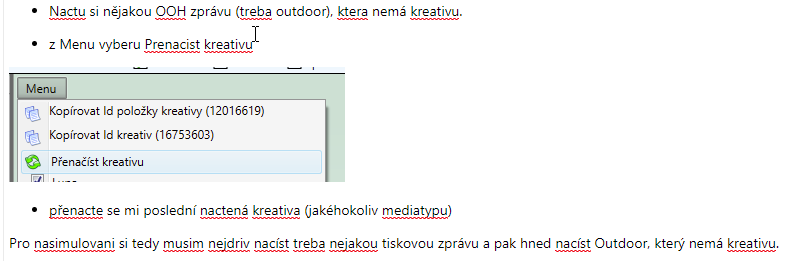 Nactu si nějakou OOH zprávu (treba outdoor), ktera nemá kreativu.
z Menu vyberu Prenacist kreativu
Menu
Kopírovat Id položky kreativy (12016619)
Kopírovat Id kreativ (16753603)
Přenačíst kreativu
přenacte se mi poslední nactená kreativa (jakéhokoliv mediatypu)
Pro nasimulovani si tedy musim nejdriv nacíst treba nejakou tiskovou zprávu a pak hned nacíst Outdoor, který nemá kreativu.